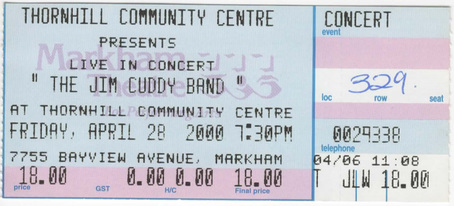 THORNHILL COMMUNITY CENTRE
PRESENTS
LIVE IN CONCERT
" THE JIM CUDDY BAND "
AT THORNHILL COMMUNITY CENTRE
FRIDAY, APRIL 28 2000 7:30PM
7755 BAYVIEW AVENUE, MARKHAM
18.00 0.00 0.00 18.00
price GST H/C Final price
Markham
Theatre
CONCERT
event
329
loc row seat
0029338
telephone
04/06 11:08
T JLW 18.00